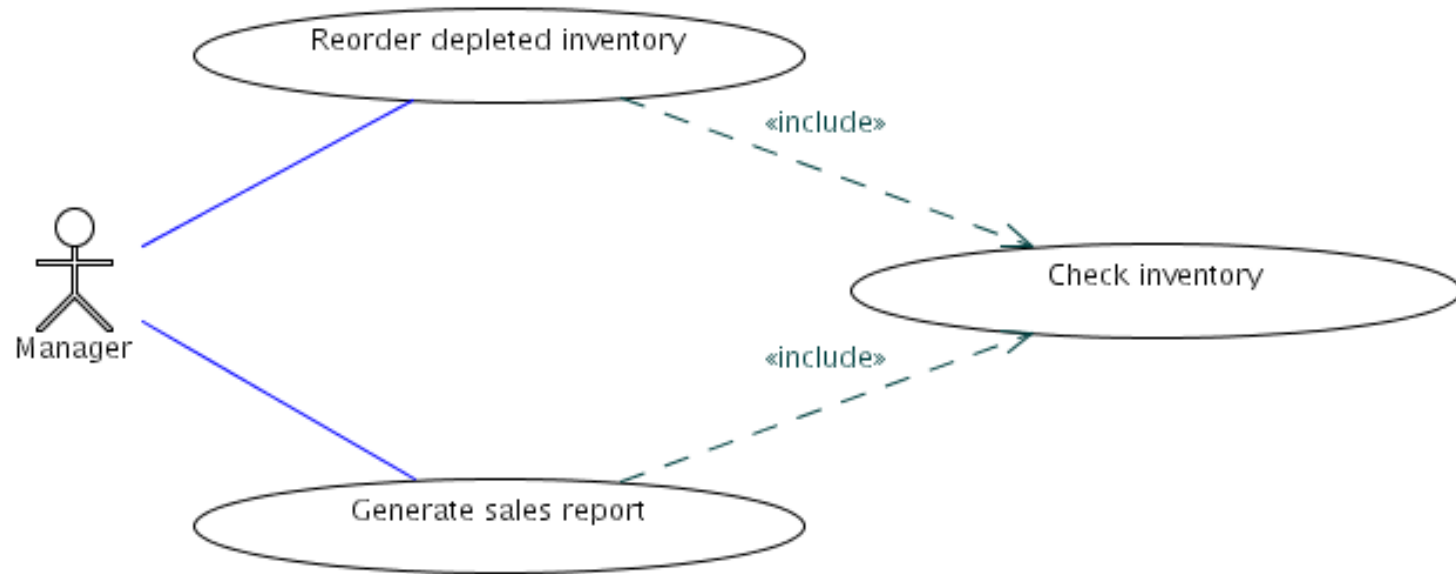 Reorder depleted inventory
«include»
Check inventory
Manager
«include»
Generate sales report